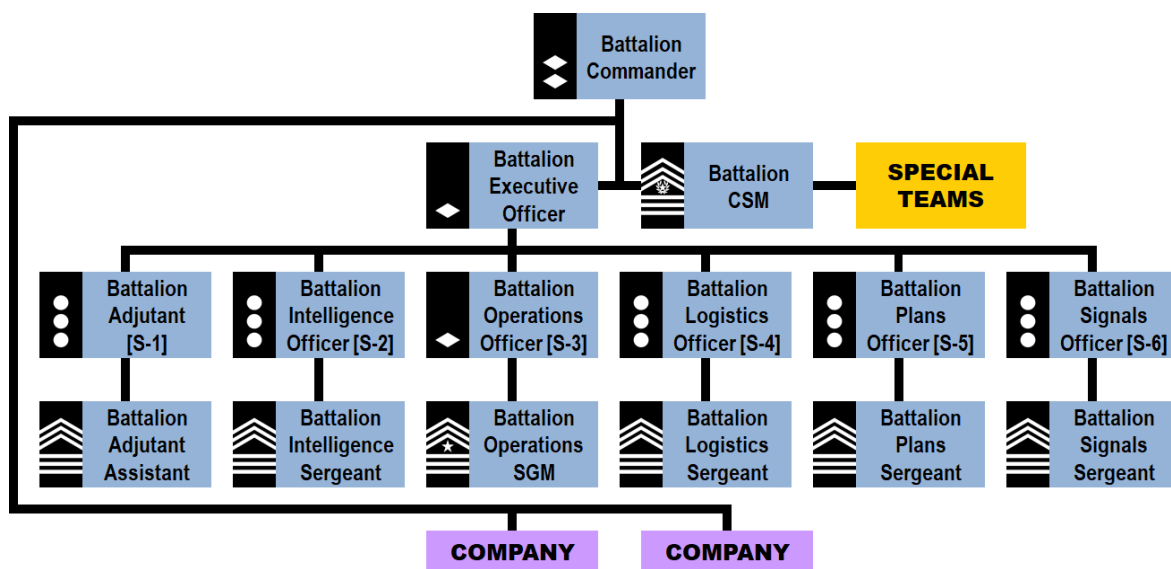 Battalion
Commander
Battalion
Executive
Officer
Battalion
CSM
SPECIAL
TEAMS
Battalion
Adjutant
[S-1]
Battalion
Intelligence
Officer [S-2]
Battalion
Operations
Officer [S-3]
Battalion
Logistics
Officer [S-4]
Battalion
Plans
Officer [S-5]
Battalion
Signals
Officer [S-6]
Battalion
Adjutant
Assistant
Battalion
Intelligence
Sergeant
Battalion
Operations
SGM
Battalion
Logistics
Sergeant
Battalion
Plans
Sergeant
Battalion
Signals
Sergeant
COMPANY
COMPANY